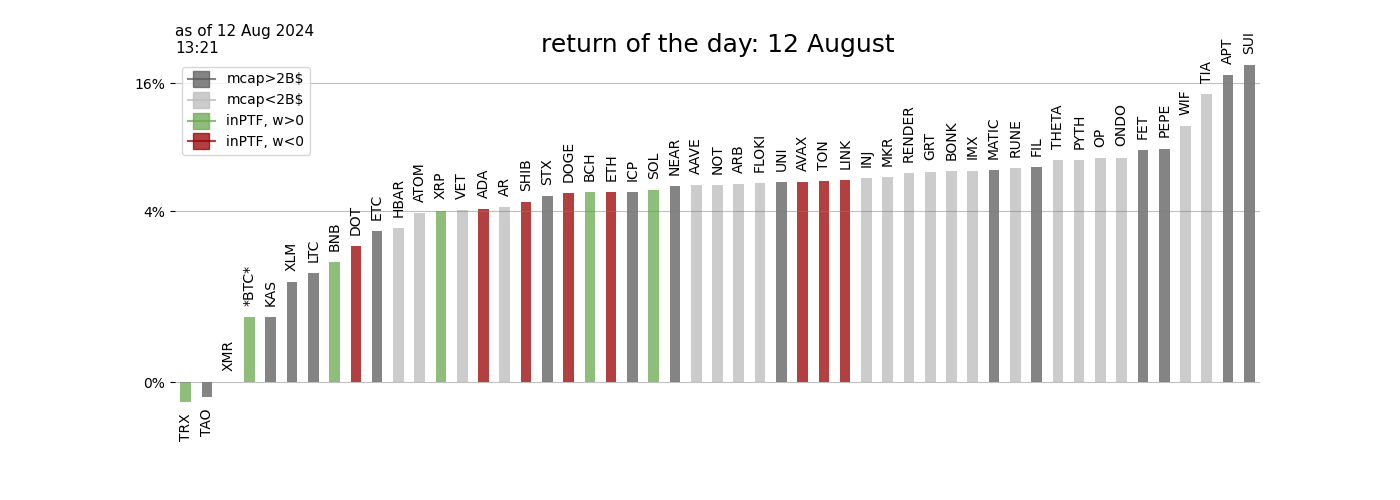 as of 12 Aug 2024
13:21
return of the day: 12 August
mcap>2B$
mcap<2B$
inPTF, w>0
inPTF, w<0
16%
4%
0%
TRX
TAO
XMR
*BTC*
KAS
XLM
LTC
BNB
DOT
ETC
HBAR
ATOM
XRP
VET
ADA
AR
SHIB
STX
DOGE
BCH
ETH
ICP
SOL
NEAR
AAVE
NOT
ARB
FLOKI
UNI
AVAX
TON
LINK
INJ
MKR
RENDER
GRT
BONK
IMX
MATIC
RUNE
FIL
THETA
PYTH
OP
ONDO
FET
PEPE
WIF
TIA
APT
SUI